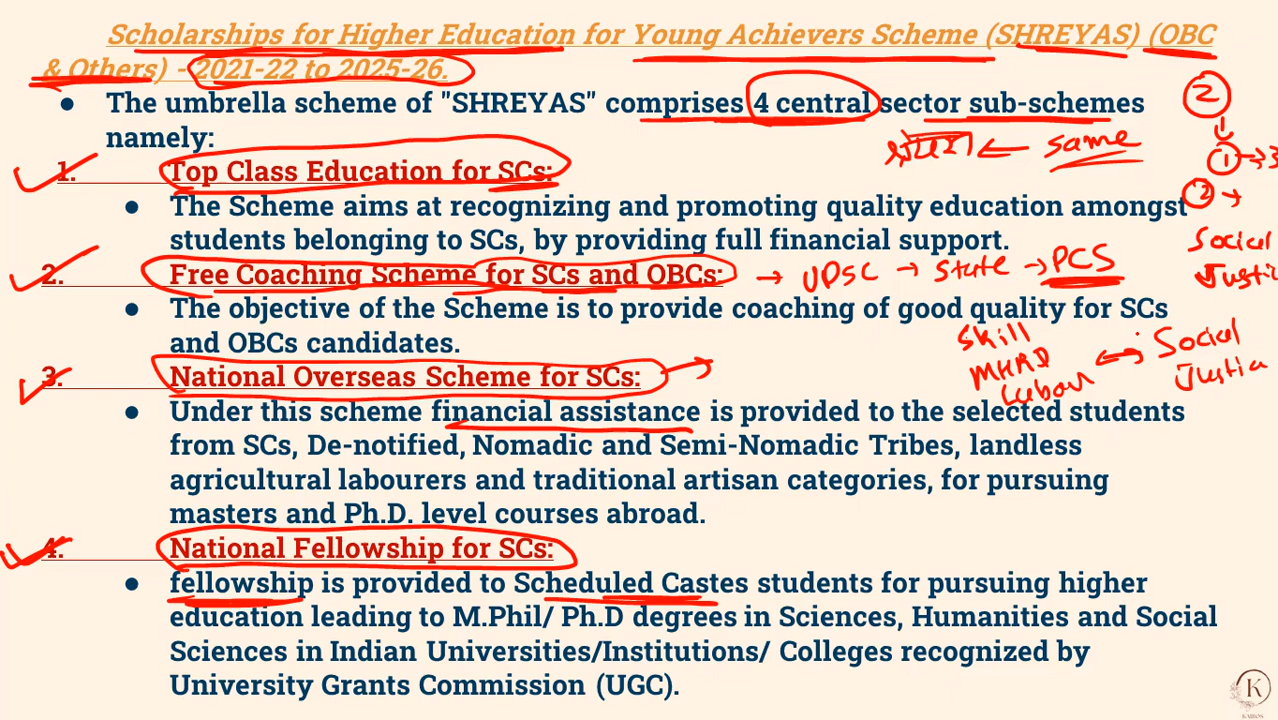 Scholarships for Higher Education for Young Achievers Scheme (SHREYAS) (OBC
& Others) - 2021-22 to 2025-26.
● The umbrella scheme of "SHREYAS" comprises 4 central sector sub-schemes
namely:
1. Top Class Education for SCs:
● The Scheme aims at recognizing and promoting quality education amongst
students belonging to SCs, by providing full financial support.
2. Free Coaching Scheme for SCs and OBCs:
● The objective of the Scheme is to provide coaching of good quality for SCs
and OBCs candidates.
3. National Overseas Scheme for SCs:
● Under this scheme financial assistance is provided to the selected students
from SCs, De-notified, Nomadic and Semi-Nomadic Tribes, landless
agricultural labourers and traditional artisan categories, for pursuing
masters and Ph.D. level courses abroad.
4. National Fellowship for SCs:
● fellowship is provided to Scheduled Castes students for pursuing higher
education leading to M.Phil/ Ph.D degrees in Sciences, Humanities and Social
Sciences in Indian Universities/Institutions/ Colleges recognized by
University Grants Commission (UGC).
2
1 → 3
2 →
← same
Social
Justic
→ UPSC → State → PCS
Skill
MHRD
Labour
Social
Justic
K
KAIROS